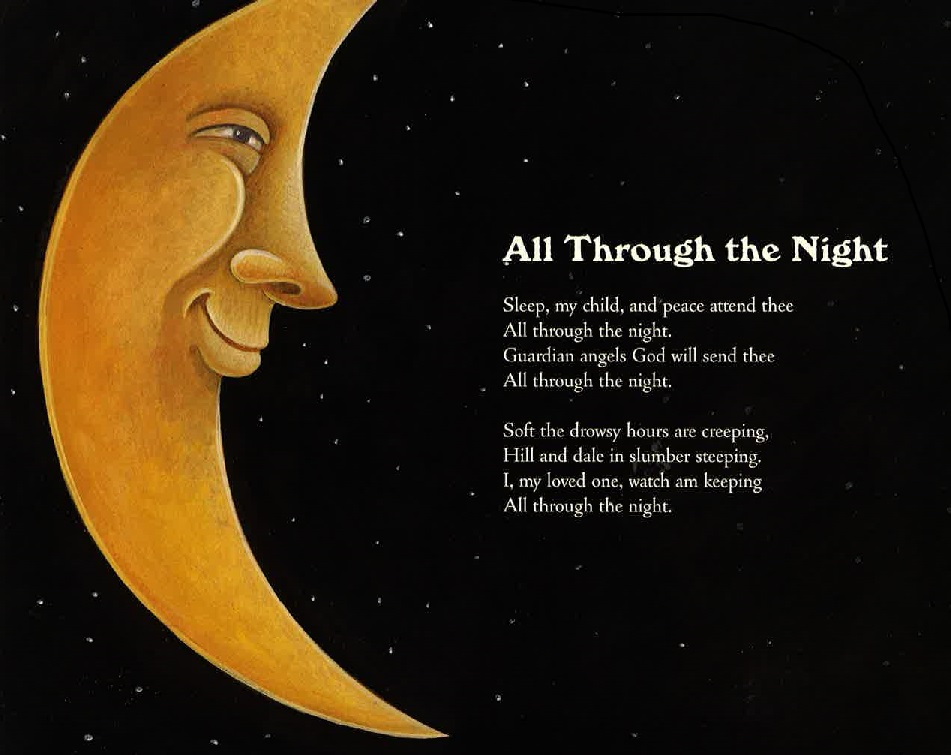 All Through the Night
Sleep, my child, and peace attend thee
All through the night.
Guardian angels God will send thee
All through the night.
Soft the drowsy hours are creeping,
Hill and dale in slumber steeping.
I, my loved one, watch am keeping
All through the night.